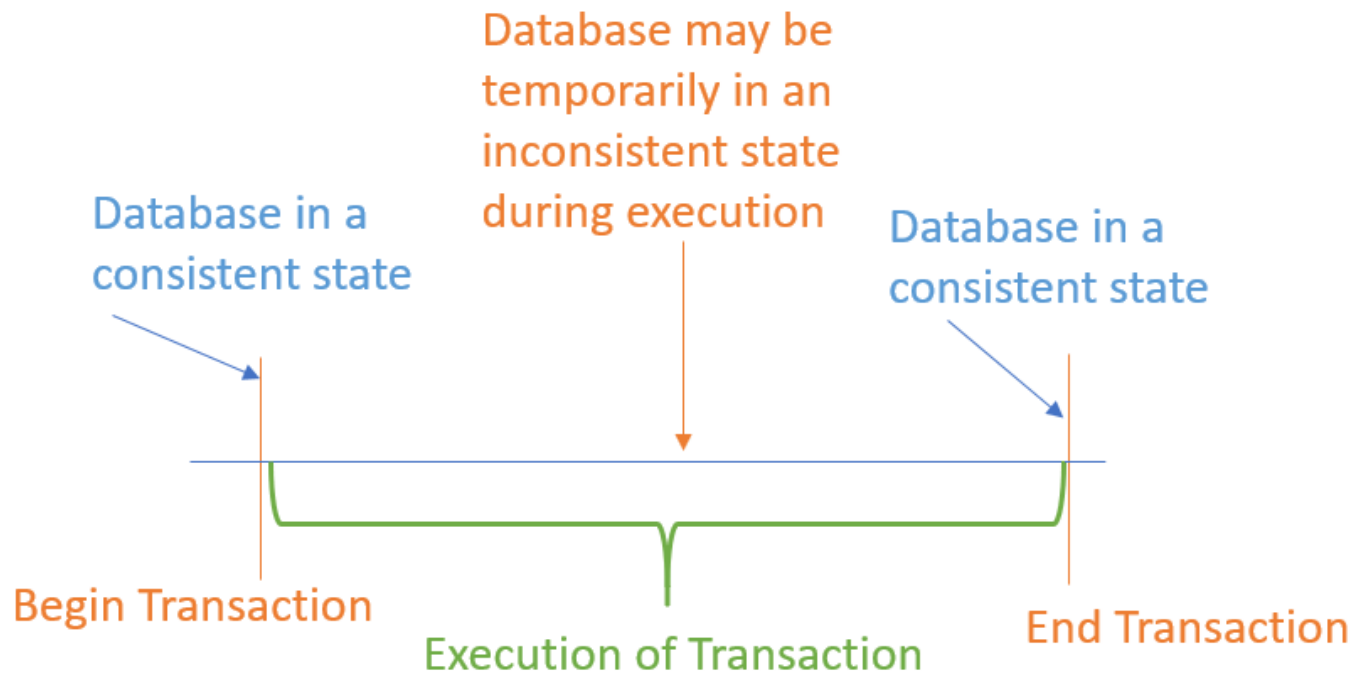 Database may be
temporarily in an
inconsistent state
during execution
Database in a
consistent state
Database in a
consistent state
Begin Transaction
End Transaction
Execution of Transaction